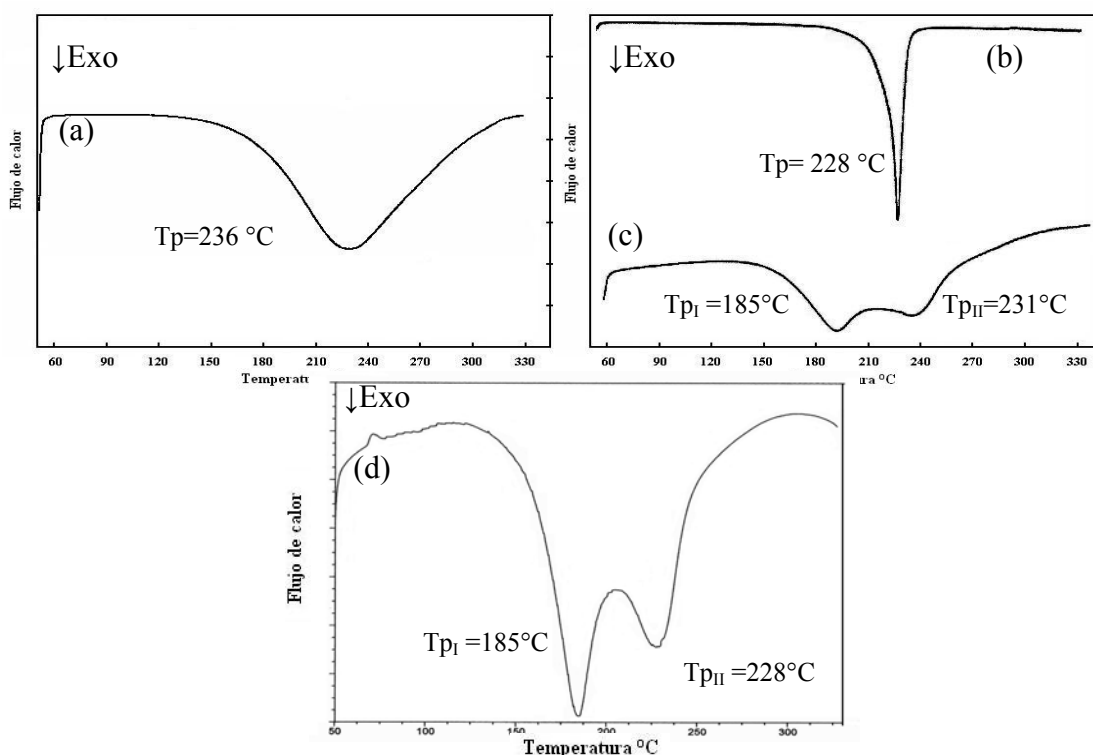 ↓Exo
(a)
Flujo de calor
Tp=236 °C
60 90 120 150 180 210 240 270 300 330
Temperatu
↓Exo
(b)
Flujo de calor
Tp= 228 °C
(c)
Tp_I =185°C
Tp_II=231°C
60 90 120 150 180 210 240 270 300 330
ura °C
↓Exo
(d)
Flujo de calor
Tp_I =185°C
Tp_II =228°C
50 100 150 200 250 300
Temperatura °C